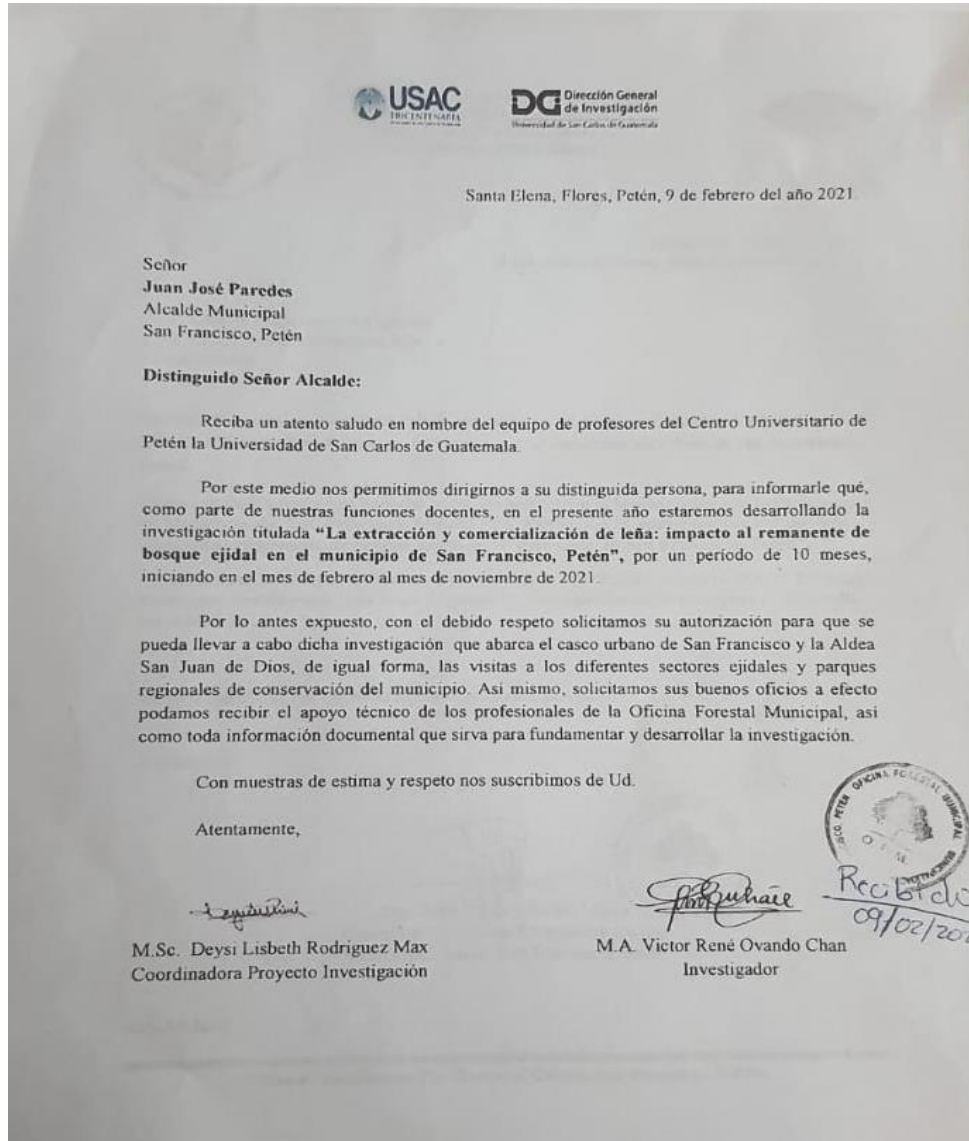 USAC
TRICENTENARIA
DGI Dirección General
de Investigación
Universidad de San Carlos de Guatemala
Santa Elena, Flores, Petén, 9 de febrero del año 2021.
Señor
Juan José Paredes
Alcalde Municipal
San Francisco, Petén
Distinguido Señor Alcalde:
Reciba un atento saludo en nombre del equipo de profesores del Centro Universitario de
Petén la Universidad de San Carlos de Guatemala.
Por este medio nos permitimos dirigirnos a su distinguida persona, para informarle qué,
como parte de nuestras funciones docentes, en el presente año estaremos desarrollando la
investigación titulada “La extracción y comercialización de leña: impacto al remanente de
bosque ejidal en el municipio de San Francisco, Petén”, por un período de 10 meses,
iniciando en el mes de febrero al mes de noviembre de 2021.
Por lo antes expuesto, con el debido respeto solicitamos su autorización para que se
pueda llevar a cabo dicha investigación que abarca el casco urbano de San Francisco y la Aldea
San Juan de Dios, de igual forma, las visitas a los diferentes sectores ejidales y parques
regionales de conservación del municipio. Así mismo, solicitamos sus buenos oficios a efecto
podamos recibir el apoyo técnico de los profesionales de la Oficina Forestal Municipal, así
como toda información documental que sirva para fundamentar y desarrollar la investigación.
Con muestras de estima y respeto nos suscribimos de Ud.
Atentamente,
OFICINA FORESTAL MUNICIPAL
Recibido
09/02/202
M.Sc. Deysi Lisbeth Rodríguez Max
Coordinadora Proyecto Investigación
M.A. Victor René Ovando Chan
Investigador